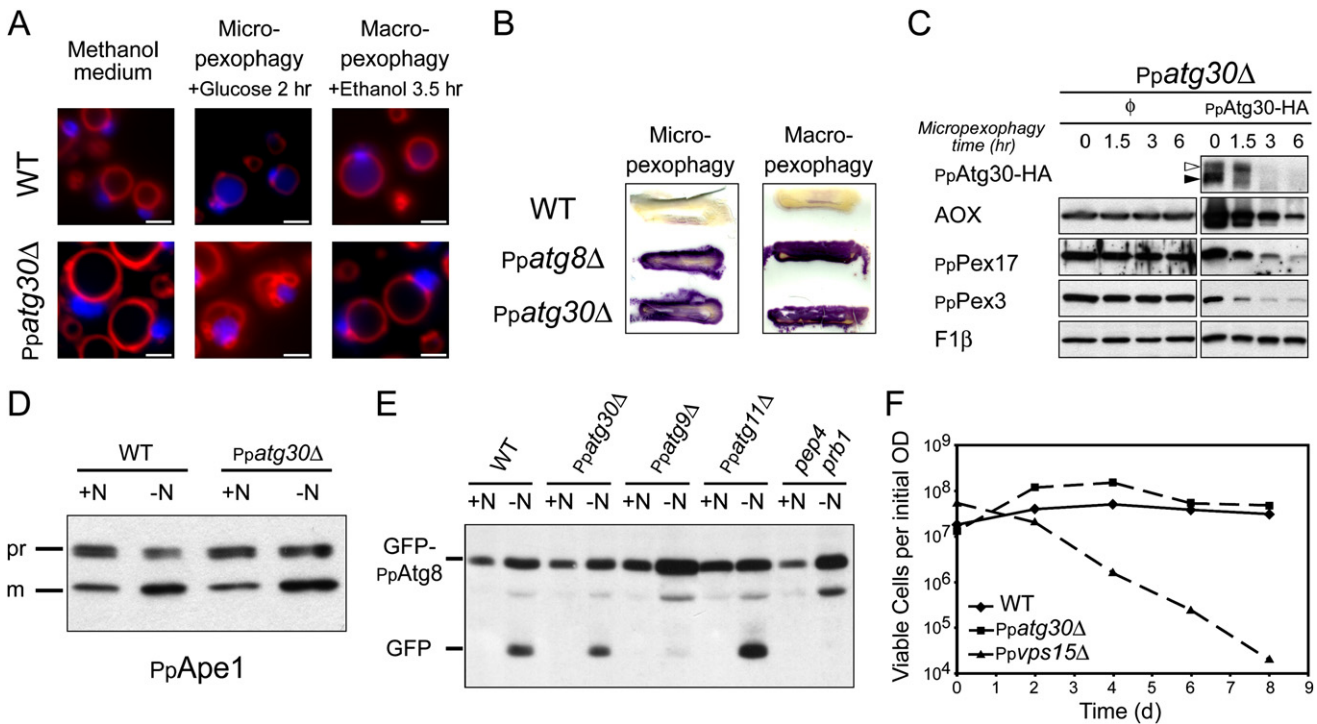 A
Methanol
medium
Micro-
pexophagy
+Glucose 2 hr
Macro-
pexophagy
+Ethanol 3.5 hr
WT
Ppatg30Δ
B
Micro-
pexophagy
Macro-
pexophagy
WT
Ppatg8Δ
Ppatg30Δ
C
Ppatg30Δ
ϕ PpAtg30-HA
Micropexophagy
time (hr)
0 1.5 3 6 0 1.5 3 6
PpAtg30-HA
AOX
PpPex17
PpPex3
F1β
D
WT Ppatg30Δ
+N -N +N -N
pr
m
PpApe1
E
WT Ppatg30Δ Ppatg9Δ Ppatg11Δ pep4 prb1
+N -N +N -N +N -N +N -N +N -N
GFP-
PpAtg8
GFP
F
Viable Cells per initial OD
10⁹
10⁸
10⁷
10⁶
10⁵
10⁴
WT
Ppatg30Δ
Ppvps15Δ
0 1 2 3 4 5 6 7 8 9
Time (d)